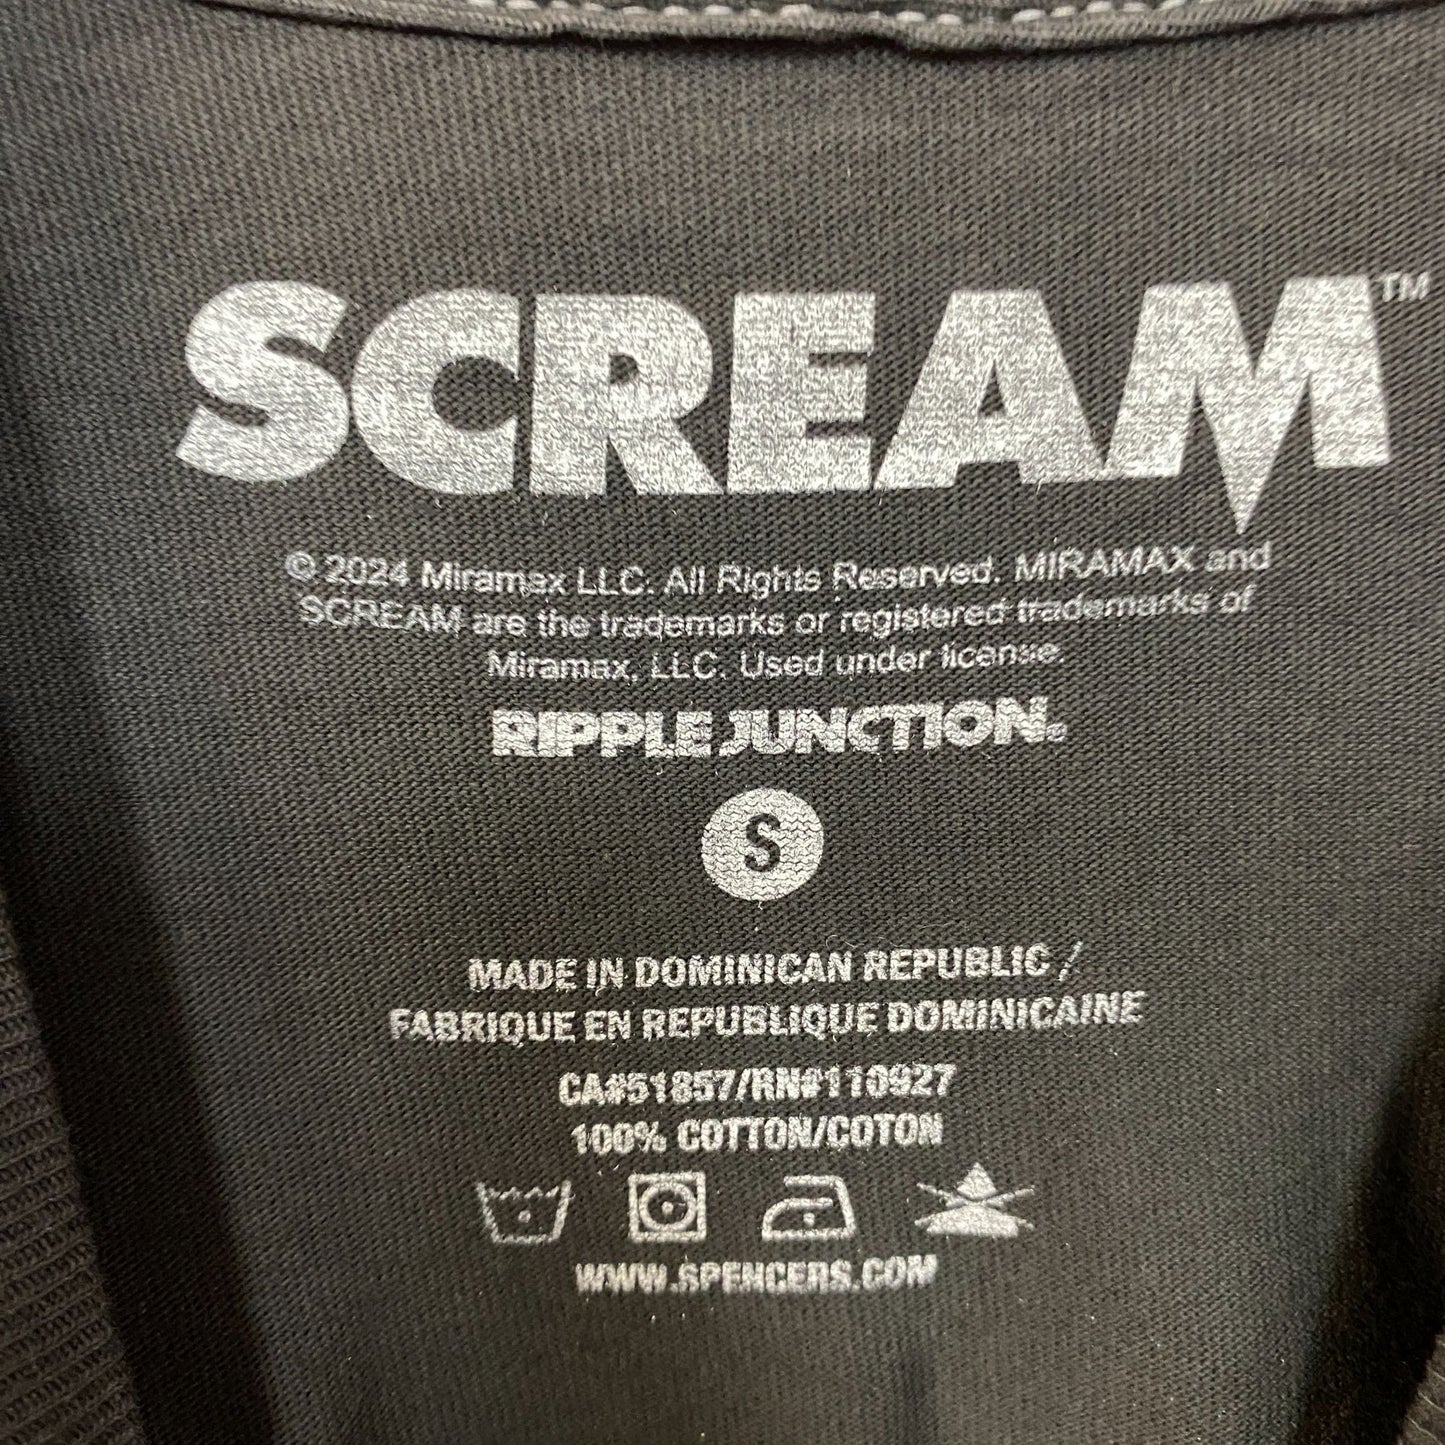 SCREAM™
© 2024 Miramax LLC. All Rights Reserved. MIRAMAX and
SCREAM are the trademarks or registered trademarks of
Miramax, LLC. Used under license.
RIPPLE JUNCTION®
S
MADE IN DOMINICAN REPUBLIC /
FABRIQUE EN REPUBLIQUE DOMINICAINE
CA#51857/RN#110927
100% COTTON/COTON
WWW.SPENCERS.COM